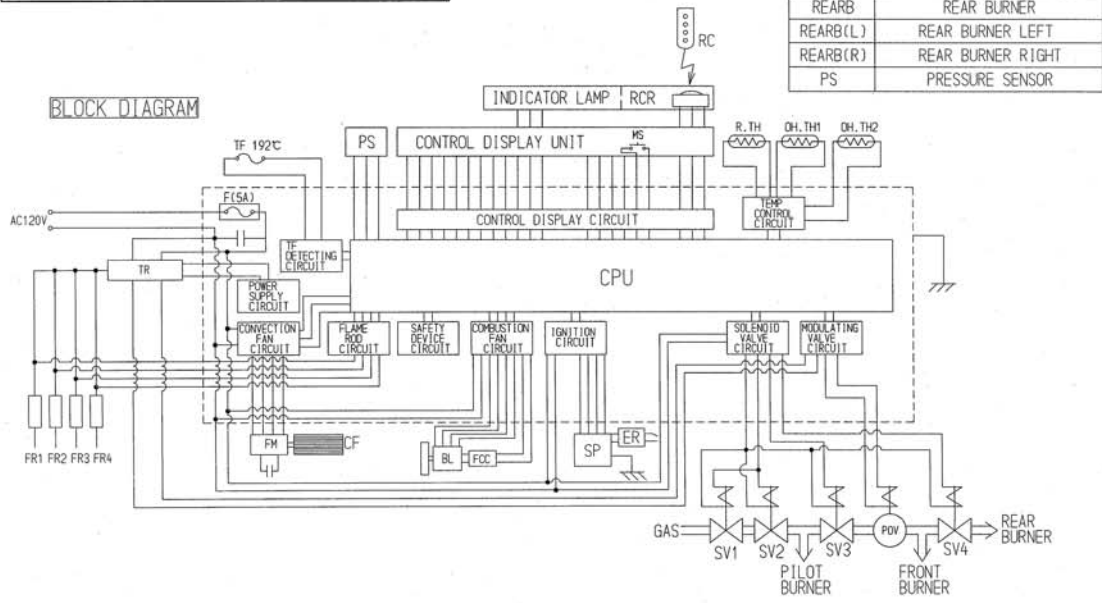 REARB REAR BURNER
REARB(L) REAR BURNER LEFT
REARB(R) REAR BURNER RIGHT
PS PRESSURE SENSOR
BLOCK DIAGRAM
RC
INDICATOR LAMP RCR
PS
CONTROL DISPLAY UNIT
MS
R.TH
OH.TH1
OH.TH2
TF 192℃
F(5A)
AC120V
CONTROL DISPLAY CIRCUIT
TEMP
CONTROL
CIRCUIT
TF
DETECTING
CIRCUIT
CPU
TR
POWER
SUPPLY
CIRCUIT
CONVECTION
FAN
CIRCUIT
FLAME
ROD
CIRCUIT
SAFETY
DEVICE
CIRCUIT
COMBUSTION
FAN
CIRCUIT
IGNITION
CIRCUIT
SOLENOID
VALVE
CIRCUIT
MODULATING
VALVE
CIRCUIT
FR1 FR2 FR3 FR4
FM
CF
BL
FCC
SP
ER
GAS
SV1
SV2
SV3
POV
SV4
REAR
BURNER
PILOT
BURNER
FRONT
BURNER